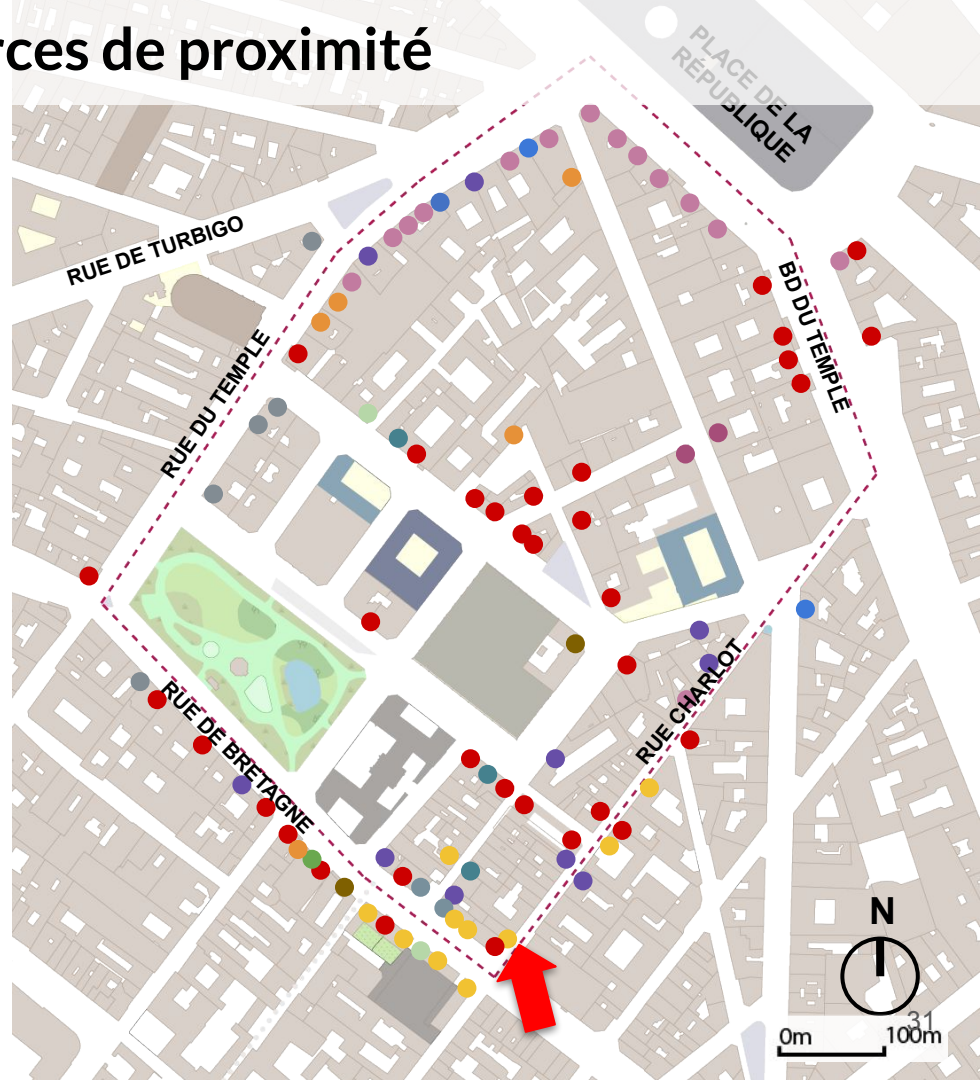 rces de proximité
PLACE DE LA
RÉPUBLIQUE
RUE DE TURBIGO
BD DU TEMPLE
RUE DU TEMPLE
RUE CHARLOT
RUE DE BRETAGNE
N
31
0m 100m